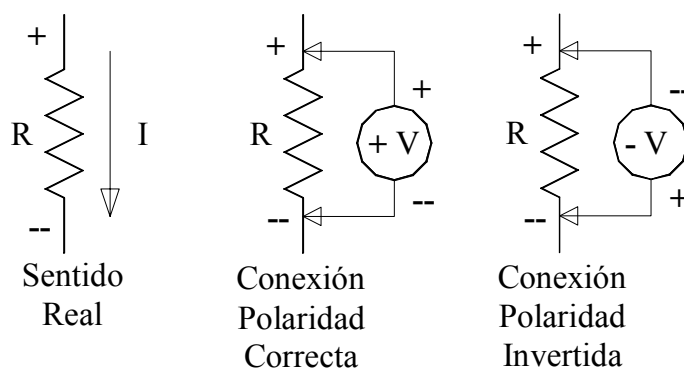 +
R
I
--
Sentido
Real
+
+
R
+ V
--
--
Conexión
Polaridad
Correcta
+
--
R
- V
--
+
Conexión
Polaridad
Invertida